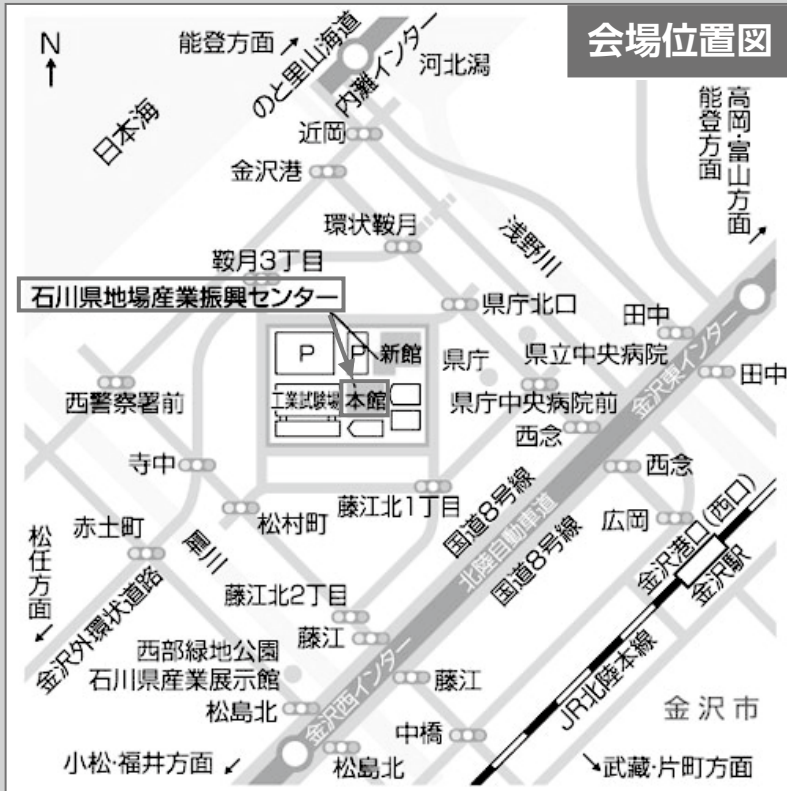 会場位置図
N
能登方面
のと里山海道
内灘インター
河北潟
日本海
近岡
金沢港
高岡・富山方面
能登方面
環状鞍月
浅野川
鞍月3丁目
石川県地場産業振興センター
県庁北口
田中
P
P
新館
県庁
県立中央病院
金沢東インター
田中
西警察署前
工業試験場
本館
県庁中央病院前
西念
寺中
西念
藤江北1丁目
国道8号線
北陸自動車道
国道8号線
広岡
金沢港口(西口)
金沢駅
赤土町
松村町
犀川
松任方面
金沢外環状道路
藤江北2丁目
藤江
西部緑地公園
石川県産業展示館
藤江
JR北陸本線
松島北
金沢西インター
中橋
金沢市
小松・福井方面
松島北
武蔵・片町方面